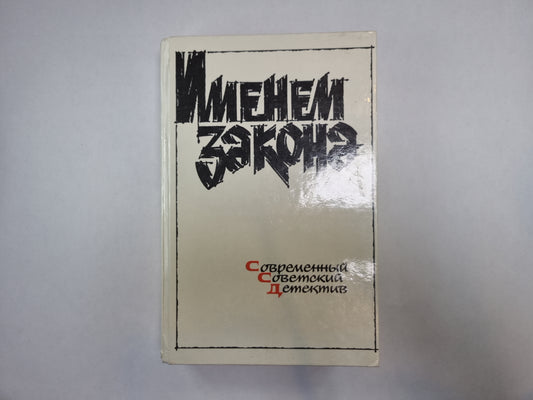 Именем
закона
Современный
Советский
Детектив